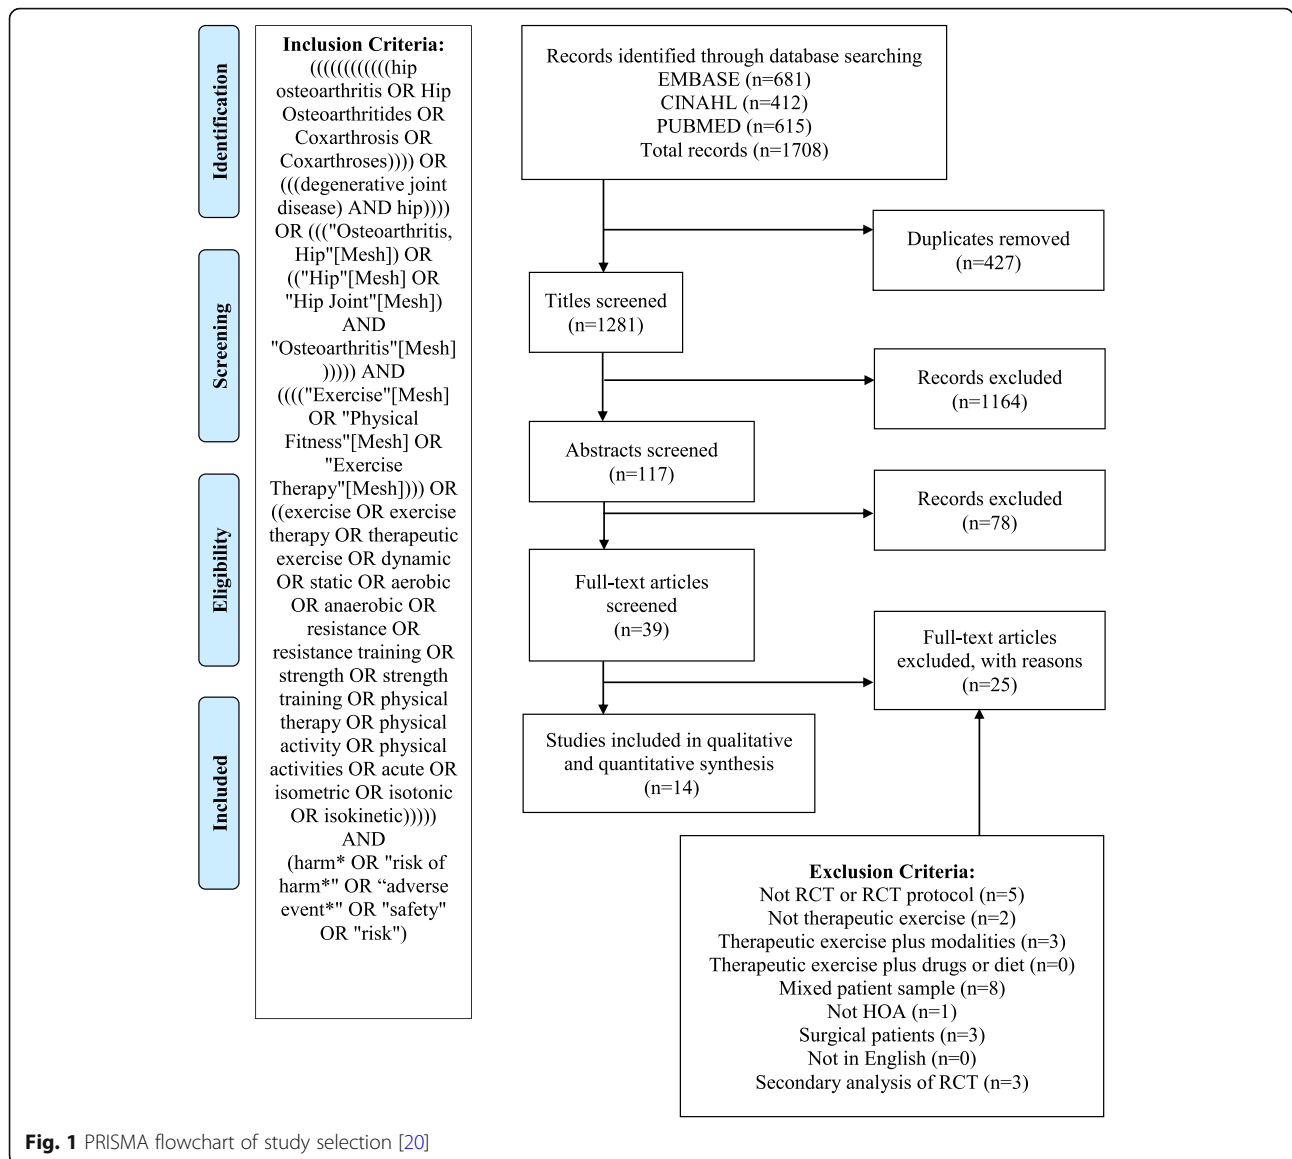 Identification
Screening
Eligibility
Included
Inclusion Criteria:
((((((((((((hip
osteoarthritis OR Hip
Osteoarthritides OR
Coxarthrosis OR
Coxarthroses)))) OR
(((degenerative joint
disease) AND hip))))
OR ((("Osteoarthritis,
Hip"[Mesh]) OR
(("Hip"[Mesh] OR
"Hip Joint"[Mesh])
AND
"Osteoarthritis"[Mesh]
))))) AND
(((("Exercise"[Mesh]
OR "Physical
Fitness"[Mesh] OR
"Exercise
Therapy"[Mesh]))) OR
((exercise OR exercise
therapy OR therapeutic
exercise OR dynamic
OR static OR aerobic
OR anaerobic OR
resistance OR
resistance training OR
strength OR strength
training OR physical
therapy OR physical
activity OR physical
activities OR acute OR
isometric OR isotonic
OR isokinetic)))))
AND
(harm* OR "risk of
harm*" OR “adverse
event*" OR "safety"
OR "risk")
Records identified through database searching
EMBASE (n=681)
CINAHL (n=412)
PUBMED (n=615)
Total records (n=1708)
Duplicates removed
(n=427)
Titles screened
(n=1281)
Records excluded
(n=1164)
Abstracts screened
(n=117)
Records excluded
(n=78)
Full-text articles
screened
(n=39)
Full-text articles
excluded, with reasons
(n=25)
Studies included in qualitative
and quantitative synthesis
(n=14)
Exclusion Criteria:
Not RCT or RCT protocol (n=5)
Not therapeutic exercise (n=2)
Therapeutic exercise plus modalities (n=3)
Therapeutic exercise plus drugs or diet (n=0)
Mixed patient sample (n=8)
Not HOA (n=1)
Surgical patients (n=3)
Not in English (n=0)
Secondary analysis of RCT (n=3)
Fig. 1 PRISMA flowchart of study selection [20]